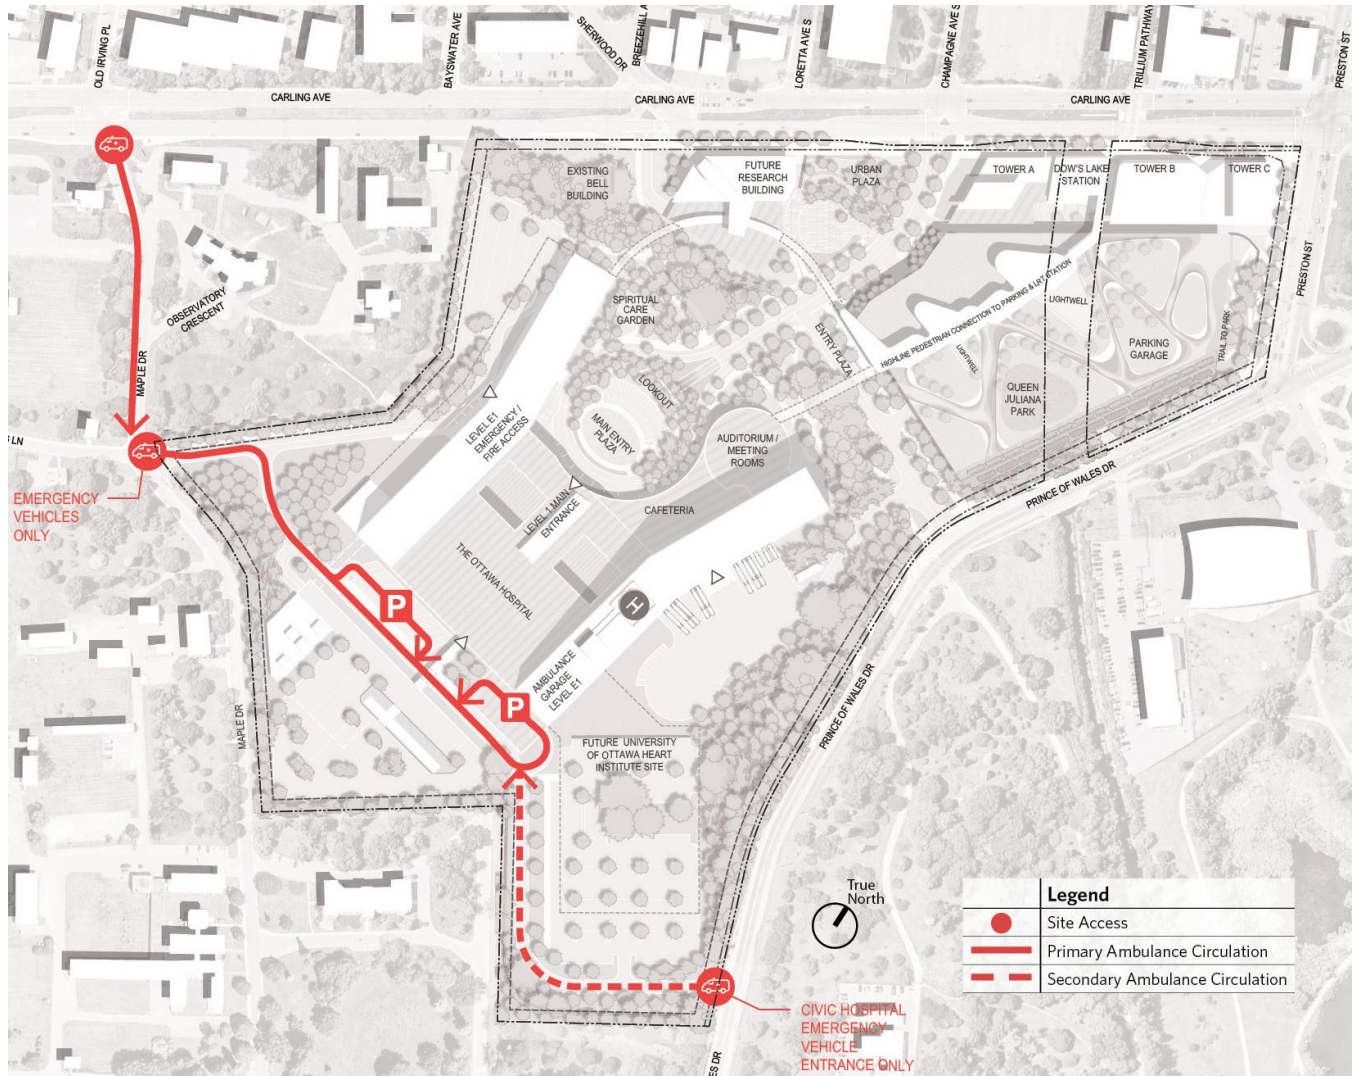 OLD IRVING PL
BAYSWATER AVE
SHERWOOD DR
BREEZEHILL A
LORETTA AVE S
CHAMPAGNE AVE S
TRILLIUM PATHWAY
PRESTON ST
CARLING AVE
CARLING AVE
CARLING AVE
EXISTING
BELL
BUILDING
FUTURE
RESEARCH
BUILDING
URBAN
PLAZA
TOWER A
DOW'S LAKE
STATION
TOWER B
TOWER C
PRESTON ST
OBSERVATORY
CRESCENT
MAPLE DR
SPIRITUAL
CARE
GARDEN
LOOKOUT
ENTRY PLAZA
HIGHLINE PEDESTRIAN CONNECTION TO PARKING & LRT STATION
LIGHTWELL
LIGHTWELL
PARKING
GARAGE
TRAIL TO PARK
QUEEN
JULIANA
PARK
LEVEL E1
EMERGENCY /
FIRE ACCESS
MAIN ENTRY
PLAZA
AUDITORIUM /
MEETING
ROOMS
LN
EMERGENCY
VEHICLES
ONLY
LEVEL 1 MAIN
ENTRANCE
CAFETERIA
PRINCE OF WALES DR
THE OTTAWA HOSPITAL
P
H
AMBULANCE
GARAGE
LEVEL E1
P
MAPLE DR
PRINCE OF WALES DR
FUTURE UNIVERSITY
OF OTTAWA HEART
INSTITUTE SITE
True
North
CIVIC HOSPITAL
EMERGENCY
VEHICLE
ENTRANCE ONLY
ES DR
Legend
Site Access
Primary Ambulance Circulation
Secondary Ambulance Circulation